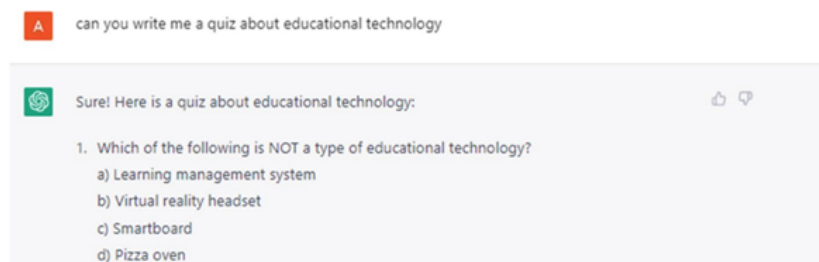 A can you write me a quiz about educational technology
Sure! Here is a quiz about educational technology:
1. Which of the following is NOT a type of educational technology?
a) Learning management system
b) Virtual reality headset
c) Smartboard
d) Pizza oven